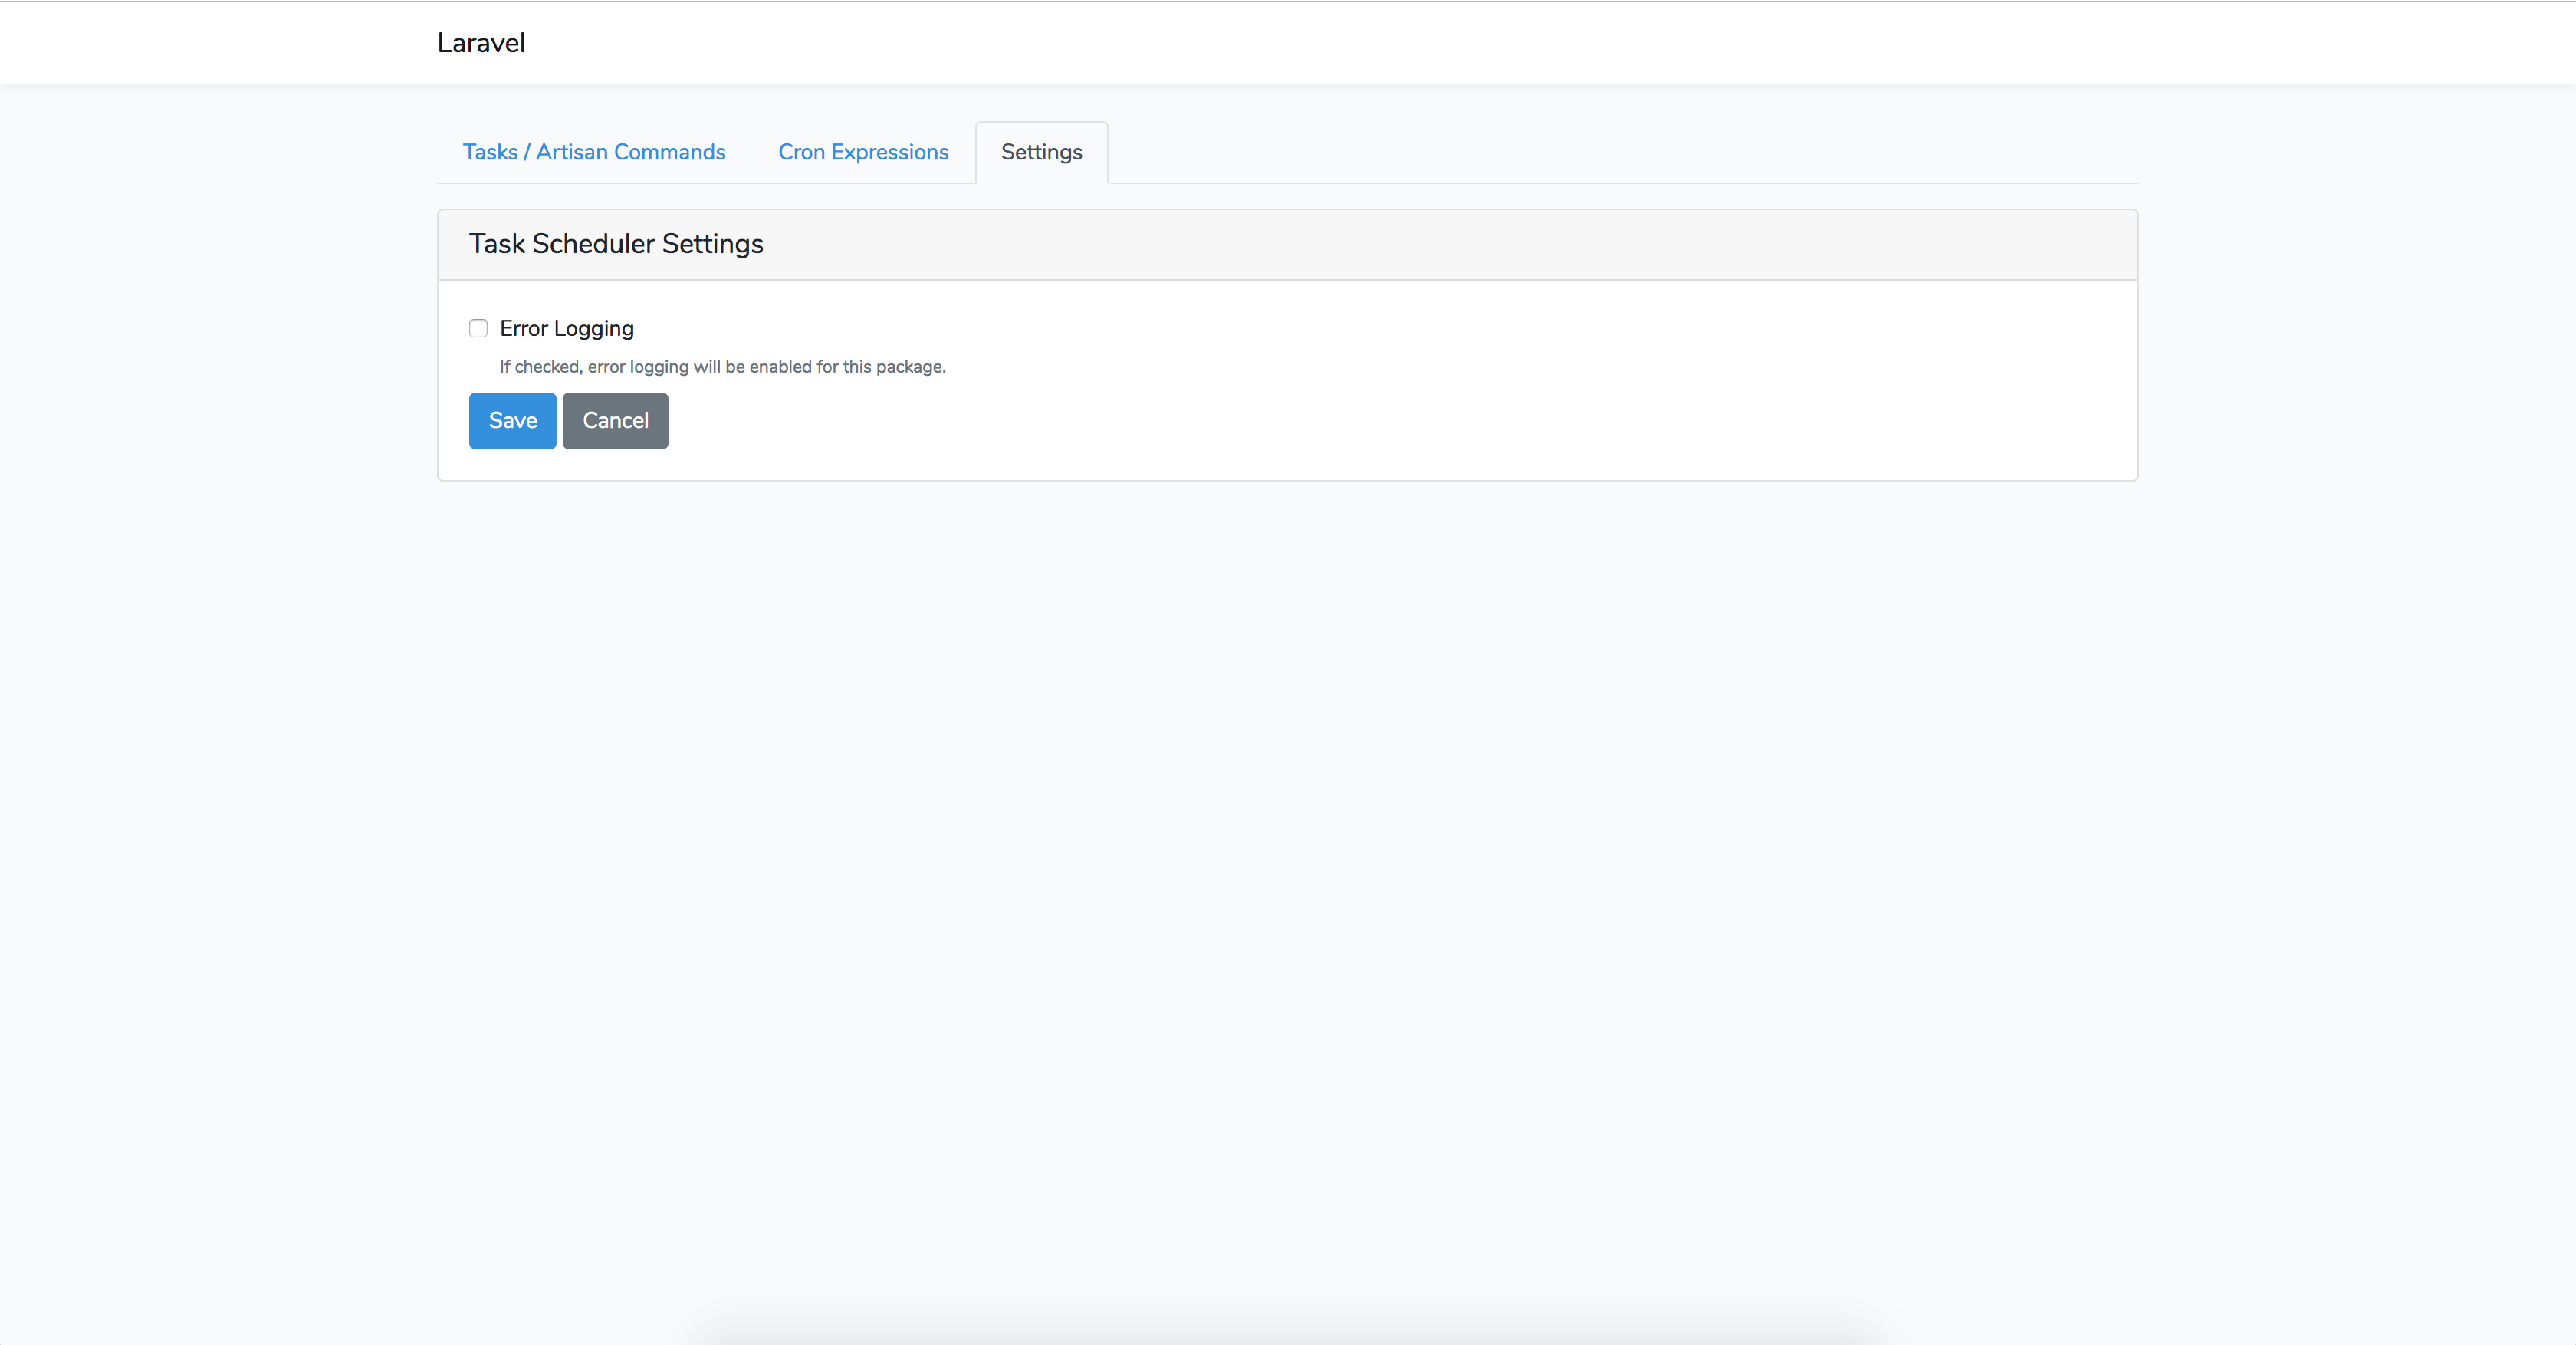 Laravel
Tasks / Artisan Commands Cron Expressions Settings
Task Scheduler Settings
Error Logging
If checked, error logging will be enabled for this package.
Save Cancel